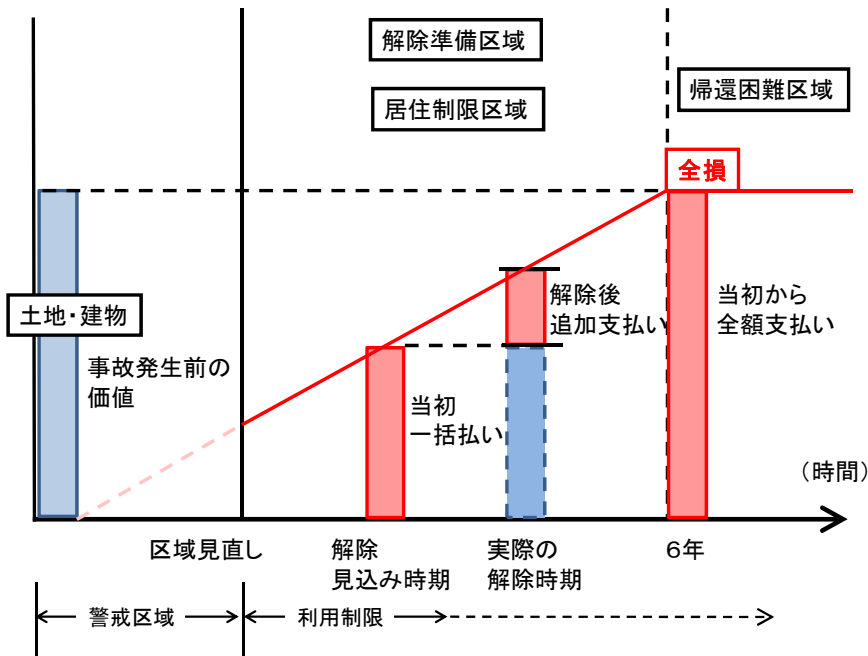 解除準備区域
居住制限区域
帰還困難区域
全損
土地・建物
事故発生前の
価値
解除後
追加支払い
当初から
全額支払い
当初
一括払い
（時間）
区域見直し
解除
見込み時期
実際の
解除時期
6年
警戒区域
利用制限